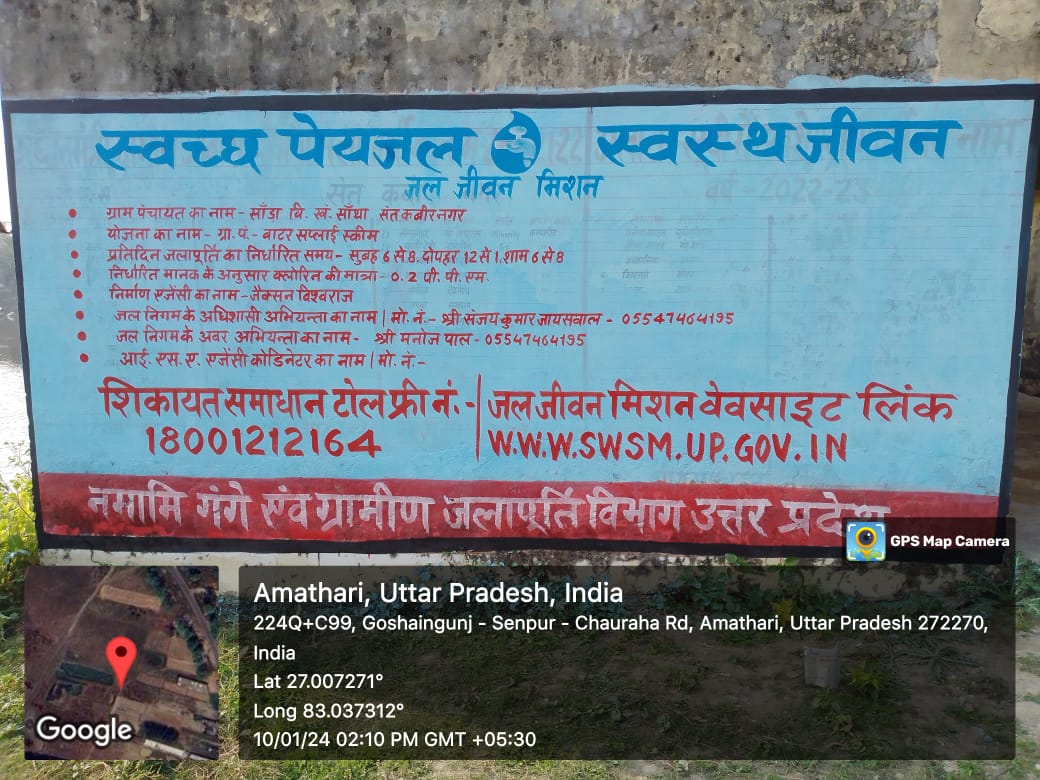 स्वच्छ पेयजल स्वस्थ जीवन
जल जीवन मिशन
ग्राम पंचायत का नाम- साँड़ा वि. ख. साँथा संत कबीर नगर
योजना का नाम- ग्रा. पं.- वाटर सप्लाई स्कीम
प्रतिदिन जलापूर्ति का निर्धारित समय- सुबह 6 से 8. दोपहर 12 से 1. शाम 6 से 8
निर्धारित मानक के अनुसार क्लोरिन की मात्रा- 0.2 पी. पी. एम.
निर्माण एजेंसी का नाम- जैक्सन विश्वराज
जल निगम के अधिशासी अभियन्ता का नाम | मो. नं.- श्री संजय कुमार जायसवाल - 05547464195
जल निगम के अवर अभियन्ता का नाम- श्री मनोज पाल - 05547464195
आई. एस. ए. एजेंसी कोडिनेटर का नाम | मो. नं.-
शिकायत समाधान टोल फ्री नं.- | जल जीवन मिशन वेवसाइट लिंक
18001212164 W.W.W.SWSM.UP.GOV.IN
नमामि गंगे एंव ग्रामीण जलापूर्ति विभाग उत्तर प्रदेश
GPS Map Camera
Amathari, Uttar Pradesh, India
224Q+C99, Goshaingunj - Senpur - Chauraha Rd, Amathari, Uttar Pradesh 272270,
India
Lat 27.007271°
Long 83.037312°
10/01/24 02:10 PM GMT +05:30
Google